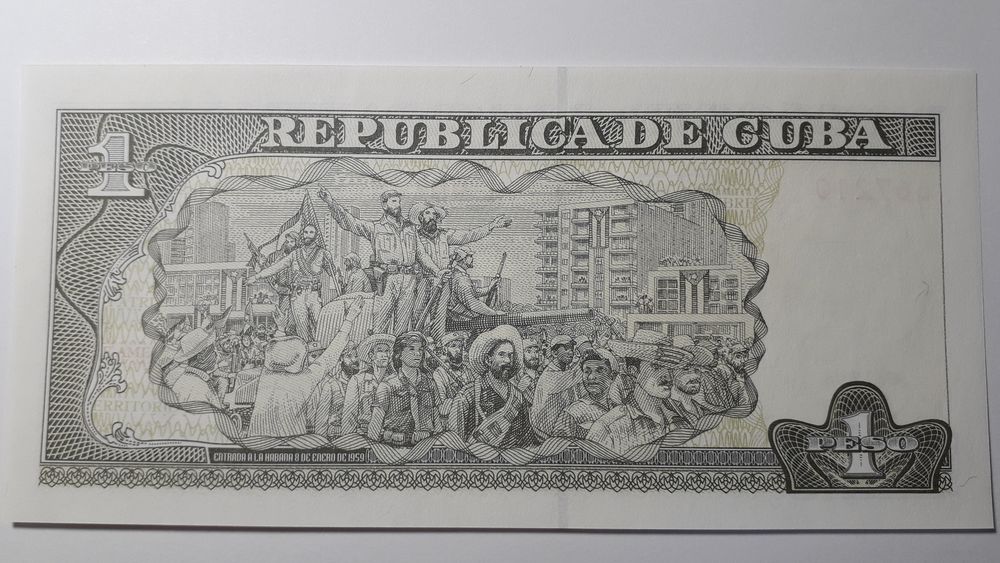 REPUBLICA DE CUBA
1
ENTRADA A LA HABANA 8 DE ENERO DE 1959
1
PESO